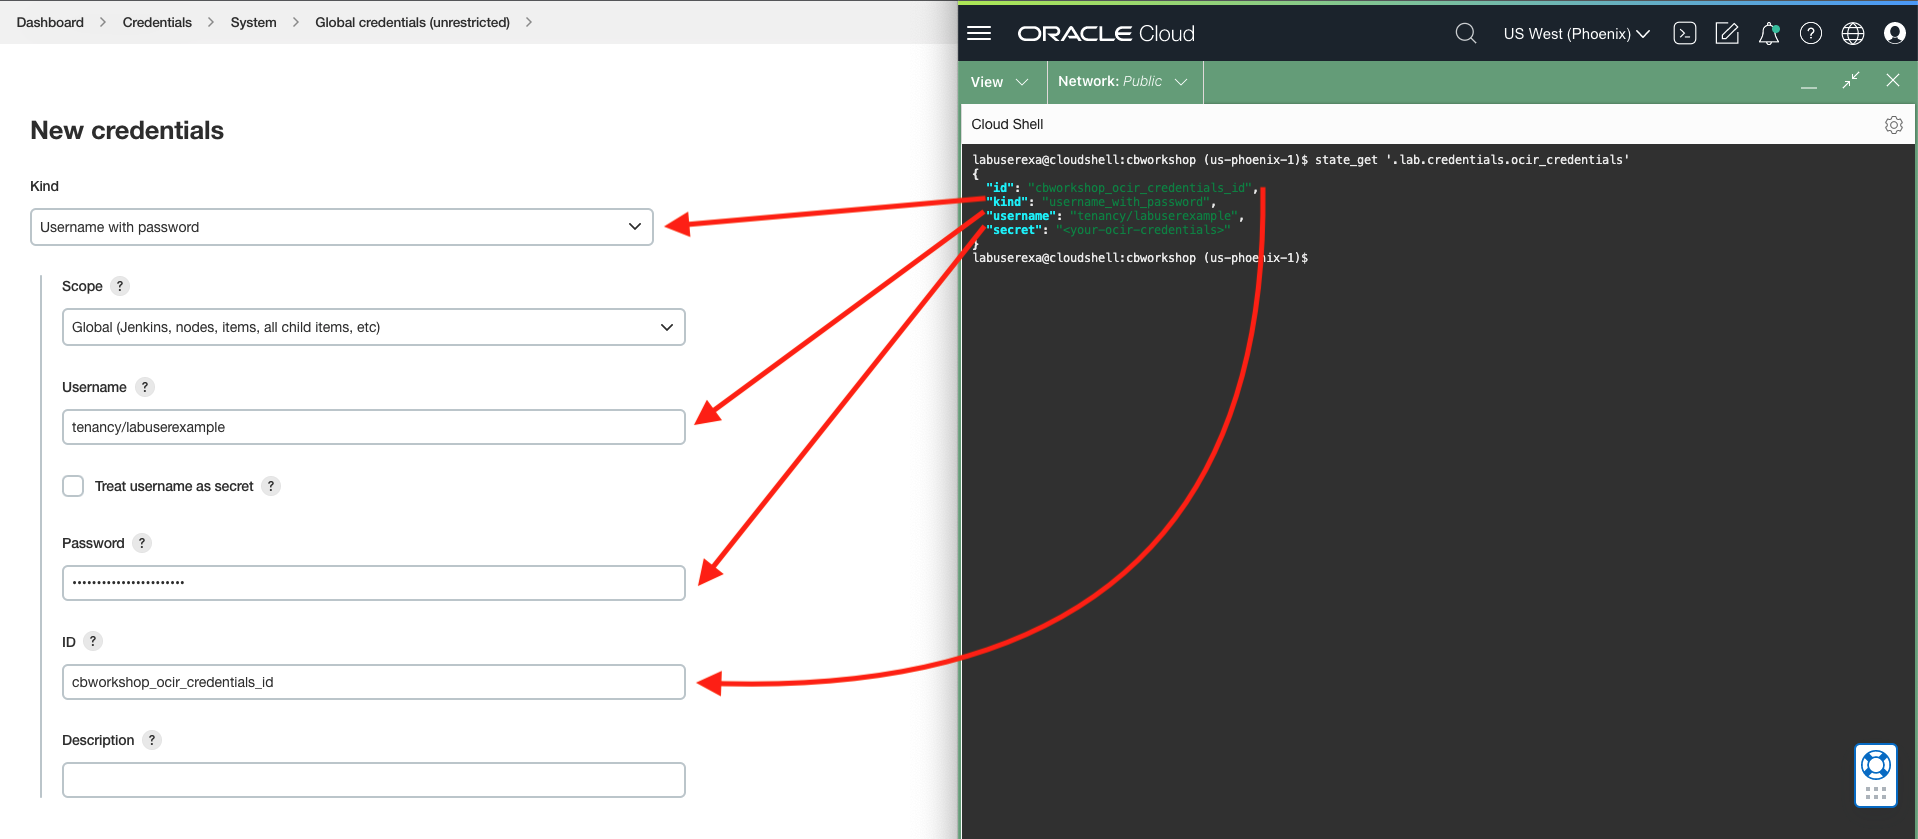 Dashboard > Credentials > System > Global credentials (unrestricted) >
New credentials
Kind
Username with password
Scope ?
Global (Jenkins, nodes, items, all child items, etc)
Username ?
tenancy/labuserexample
Treat username as secret ?
Password ?
•••••••••••••••••••••••
ID ?
cbworkshop_ocir_credentials_id
Description ?
ORACLE Cloud
US West (Phoenix)
View
Network: Public
Cloud Shell
labuserexa@cloudshell:cbworkshop (us-phoenix-1)$ state_get '.lab.credentials.ocir_credentials'
{
"id": "cbworkshop_ocir_credentials_id",
"kind": "username_with_password",
"username": "tenancy/labuserexample",
"secret": "<your-ocir-credentials>"
}
labuserexa@cloudshell:cbworkshop (us-phoenix-1)$